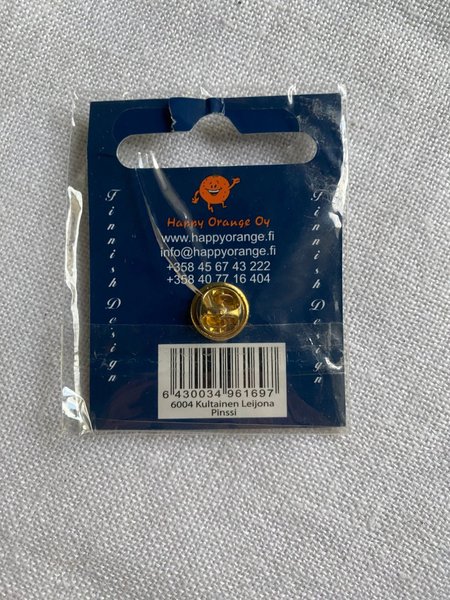 Happy Orange Oy
www.happyorange.fi
info@happyorange.fi
+358 45 67 43 222
+358 40 77 16 404
Finnish Design
Finnish Design
6 430034 961697
6004 Kultainen Leijona
Pinssi